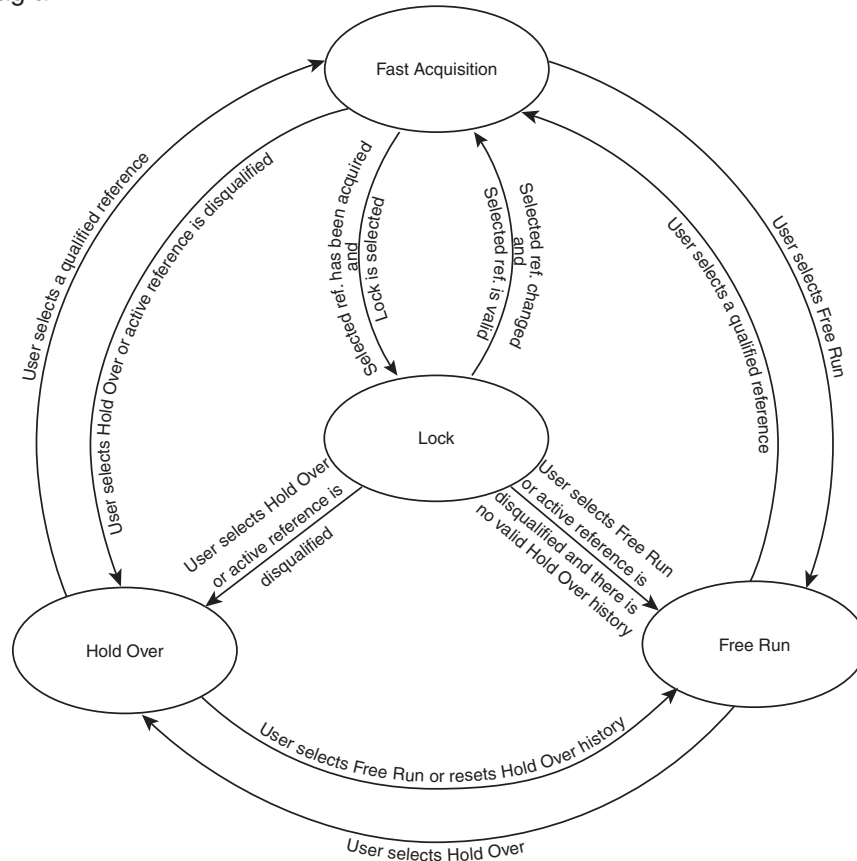 Fast Acquisition
User selects a qualified reference
User selects Hold Over or active reference is disqualified
Selected ref. has been acquired
and
Lock is selected
Selected ref. changed
and
Selected ref. is valid
User selects a qualified reference
User selects Free Run
Lock
User selects Hold Over
or active reference is
disqualified
User selects Free Run
or active reference is
disqualified and there is
no valid Hold Over history
Hold Over
Free Run
User selects Free Run or resets Hold Over history
User selects Hold Over